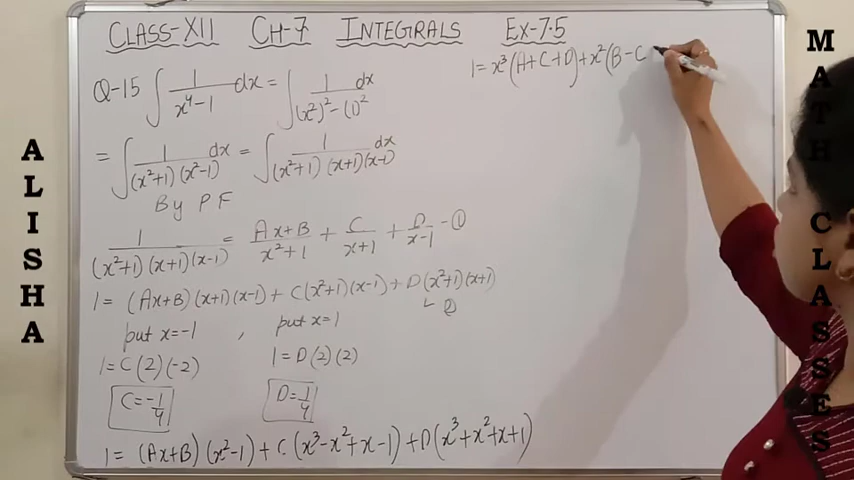 CLASS-XII CH-7 INTEGRALS EX-7.5
Q-15 ∫ 1/(x⁴-1) dx = ∫ 1/((x²)²-(1)²) dx
= ∫ 1/((x²+1)(x²-1)) dx = ∫ 1/((x²+1)(x+1)(x-1)) dx
By PF
1/((x²+1)(x+1)(x-1)) = (Ax+B)/(x²+1) + C/(x+1) + D/(x-1) -①
1 = (Ax+B)(x+1)(x-1) + C(x²+1)(x-1) + D(x²+1)(x+1)
②
put x=-1 , put x=1
1=C(2)(-2) 1=D(2)(2)
C=-1/4 D=1/4
1 = (Ax+B)(x²-1) + C(x³-x²+x-1) + D(x³+x²+x+1)
1= x³(A+C+D)+x²(B-C
ALISHA
MATH CLASSES